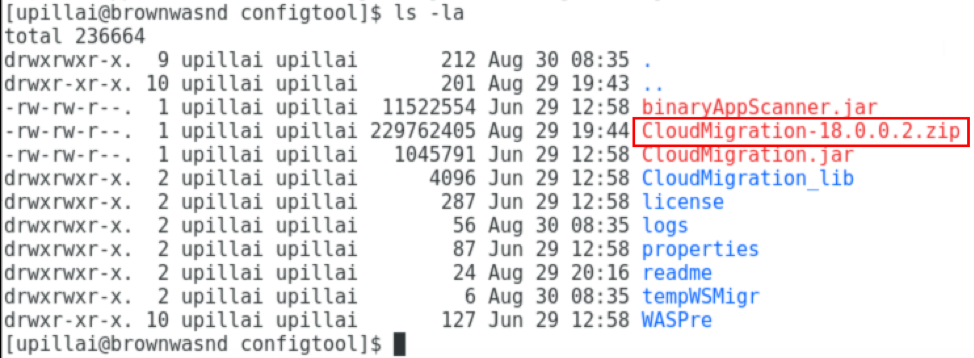 [upillai@brownwasnd configtool]$ ls -la
total 236664
drwxrwxr-x.  9 upillai upillai       212 Aug 30 08:35 .
drwxr-xr-x. 10 upillai upillai       201 Aug 29 19:43 ..
-rw-rw-r--.  1 upillai upillai  11522554 Jun 29 12:58 binaryAppScanner.jar
-rw-rw-r--.  1 upillai upillai 229762405 Aug 29 19:44 CloudMigration-18.0.0.2.zip
-rw-rw-r--.  1 upillai upillai   1045791 Jun 29 12:58 CloudMigration.jar
drwxrwxr-x.  2 upillai upillai      4096 Jun 29 12:58 CloudMigration_lib
drwxrwxr-x.  2 upillai upillai       287 Jun 29 12:58 license
drwxrwxr-x.  2 upillai upillai        56 Aug 30 08:35 logs
drwxrwxr-x.  2 upillai upillai        87 Jun 29 12:58 properties
drwxrwxr-x.  2 upillai upillai        24 Aug 29 20:16 readme
drwxrwxr-x.  2 upillai upillai         6 Aug 30 08:35 tempWSMigr
drwxr-xr-x. 10 upillai upillai       127 Jun 29 12:58 WASPre
[upillai@brownwasnd configtool]$